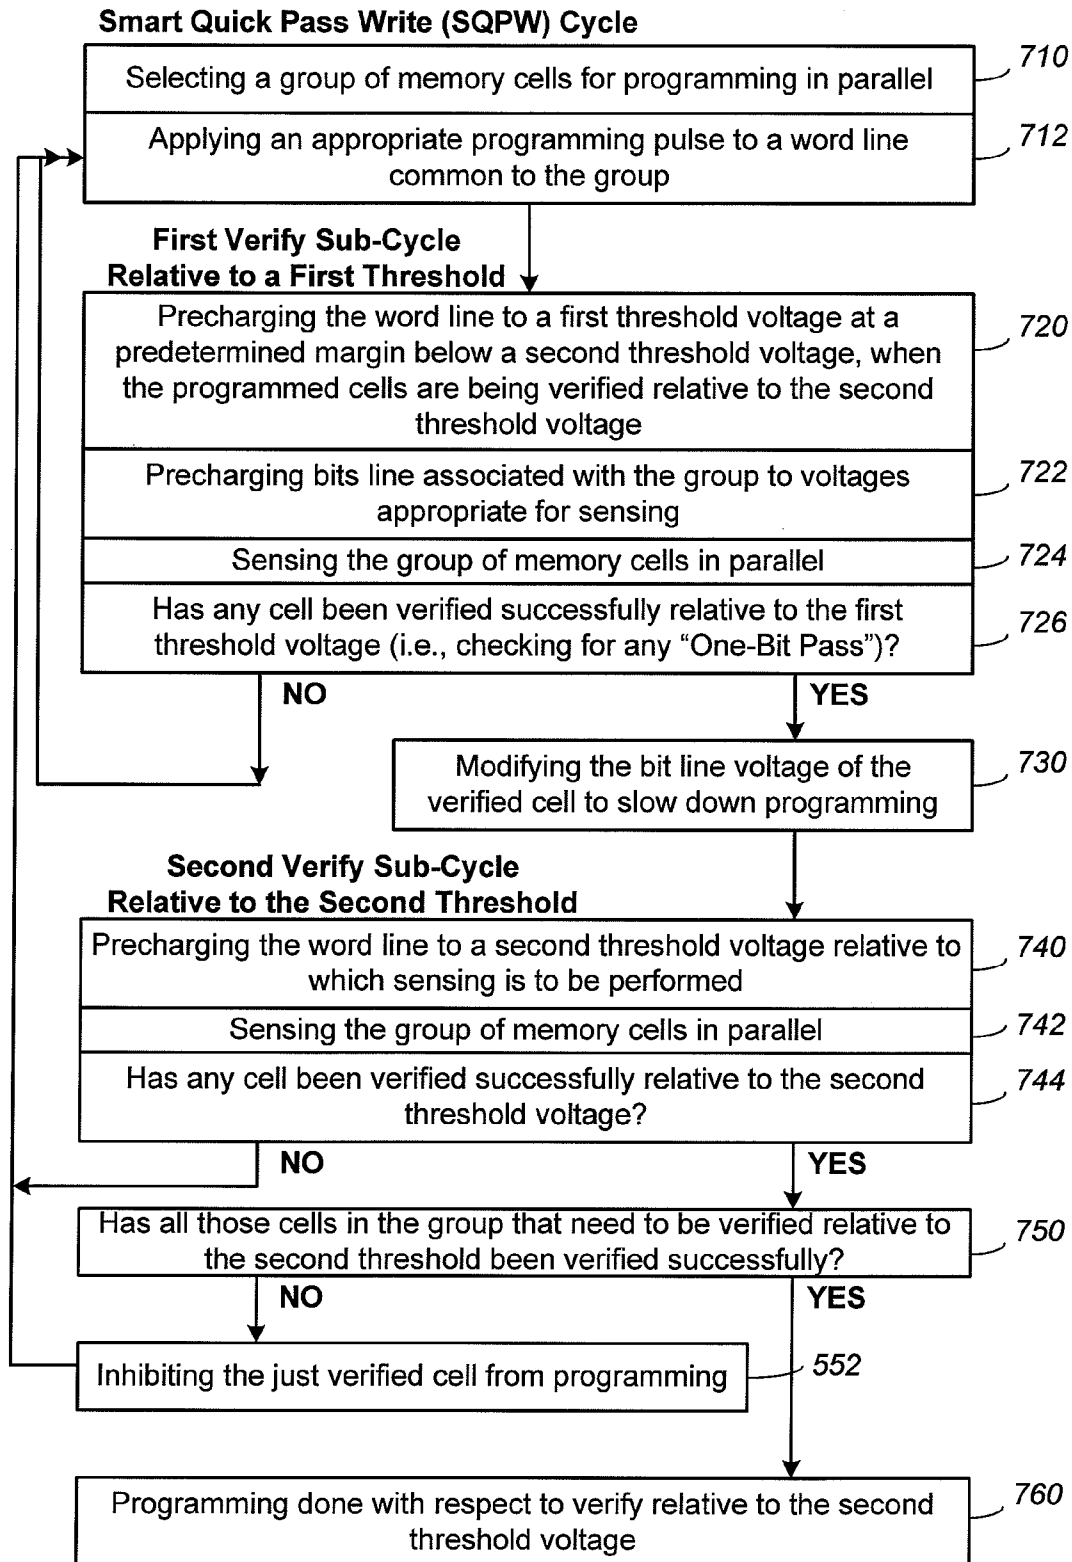 Smart Quick Pass Write (SQPW) Cycle
Selecting a group of memory cells for programming in parallel
710
Applying an appropriate programming pulse to a word line
common to the group
712
First Verify Sub-Cycle
Relative to a First Threshold
Precharging the word line to a first threshold voltage at a
predetermined margin below a second threshold voltage, when
the programmed cells are being verified relative to the second
threshold voltage
720
Precharging bits line associated with the group to voltages
appropriate for sensing
722
Sensing the group of memory cells in parallel
724
Has any cell been verified successfully relative to the first
threshold voltage (i.e., checking for any “One-Bit Pass”)?
726
NO
YES
Modifying the bit line voltage of the
verified cell to slow down programming
730
Second Verify Sub-Cycle
Relative to the Second Threshold
Precharging the word line to a second threshold voltage relative to
which sensing is to be performed
740
Sensing the group of memory cells in parallel
742
Has any cell been verified successfully relative to the second
threshold voltage?
744
NO
YES
Has all those cells in the group that need to be verified relative to
the second threshold been verified successfully?
750
NO
YES
Inhibiting the just verified cell from programming
552
Programming done with respect to verify relative to the second
threshold voltage
760